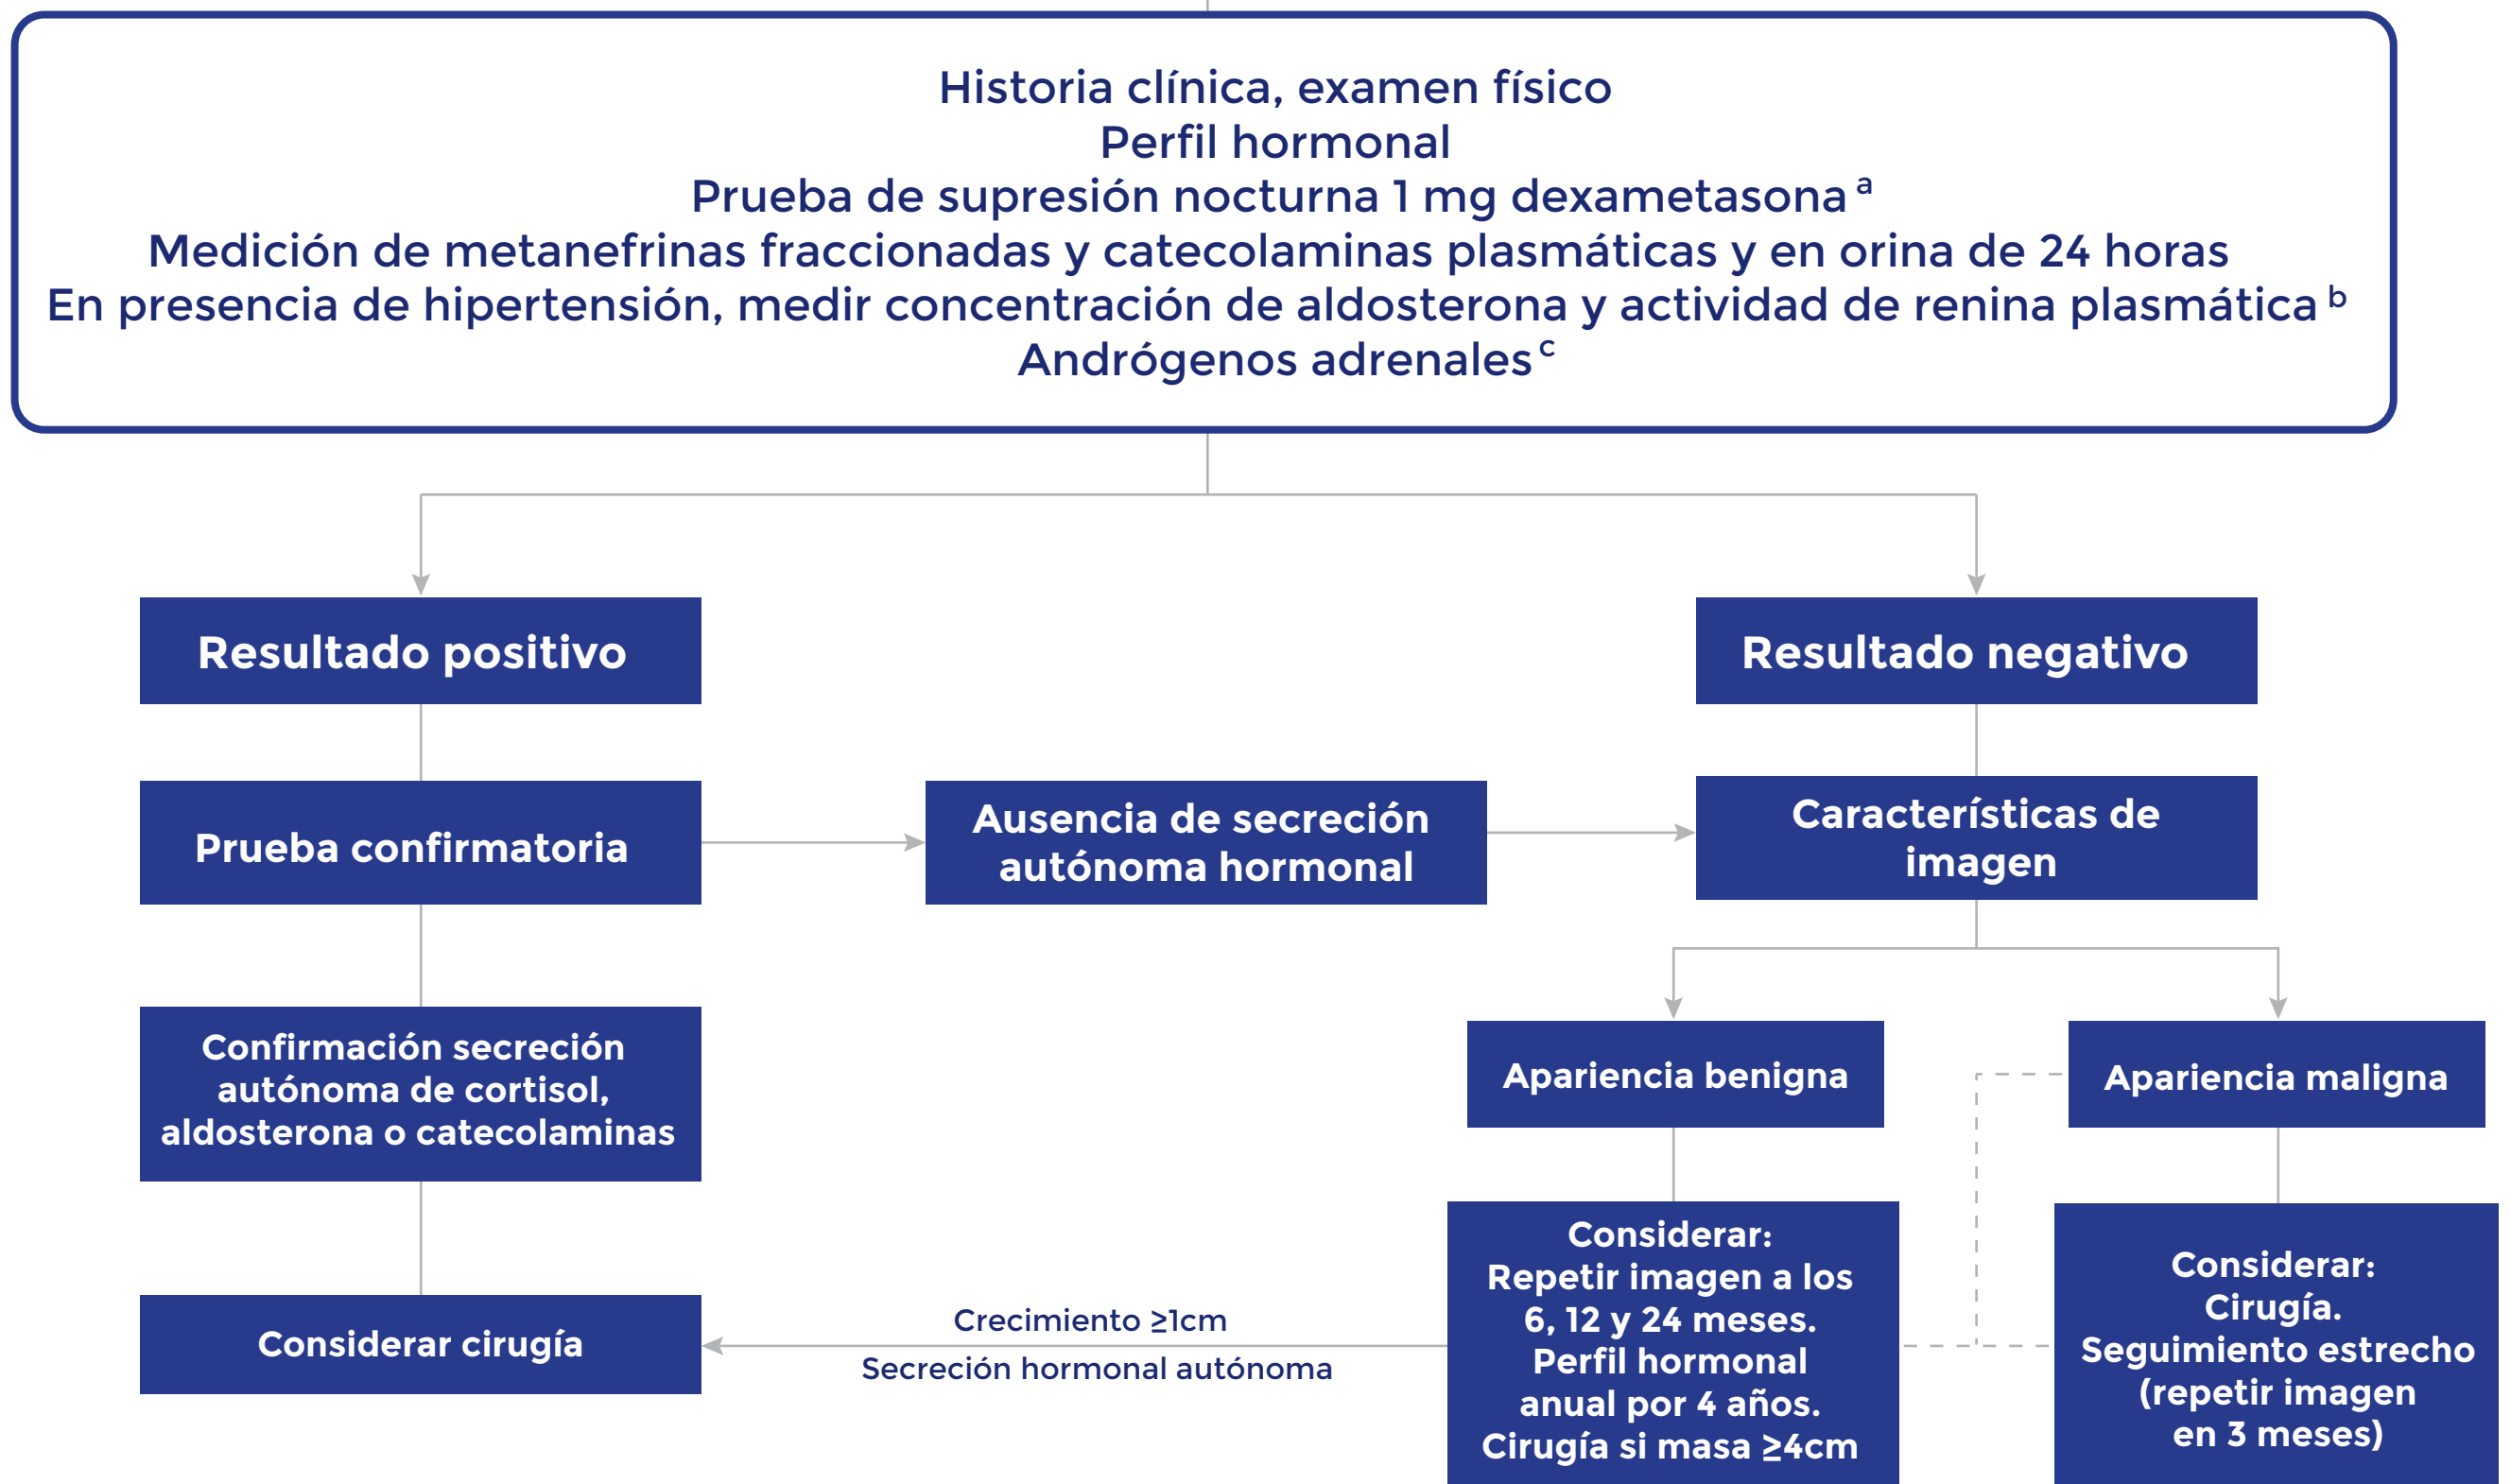 Historia clínica, examen físico
Perfil hormonal
Prueba de supresión nocturna 1 mg dexametasona a
Medición de metanefrinas fraccionadas y catecolaminas plasmáticas y en orina de 24 horas
En presencia de hipertensión, medir concentración de aldosterona y actividad de renina plasmática b
Andrógenos adrenales c
Resultado positivo
Resultado negativo
Prueba confirmatoria
Ausencia de secreción
autónoma hormonal
Características de
imagen
Confirmación secreción
autónoma de cortisol,
aldosterona o catecolaminas
Apariencia benigna
Apariencia maligna
Considerar cirugía
Crecimiento ≥1cm
Secreción hormonal autónoma
Considerar:
Repetir imagen a los
6, 12 y 24 meses.
Perfil hormonal
anual por 4 años.
Cirugía si masa ≥4cm
Considerar:
Cirugía.
Seguimiento estrecho
(repetir imagen
en 3 meses)